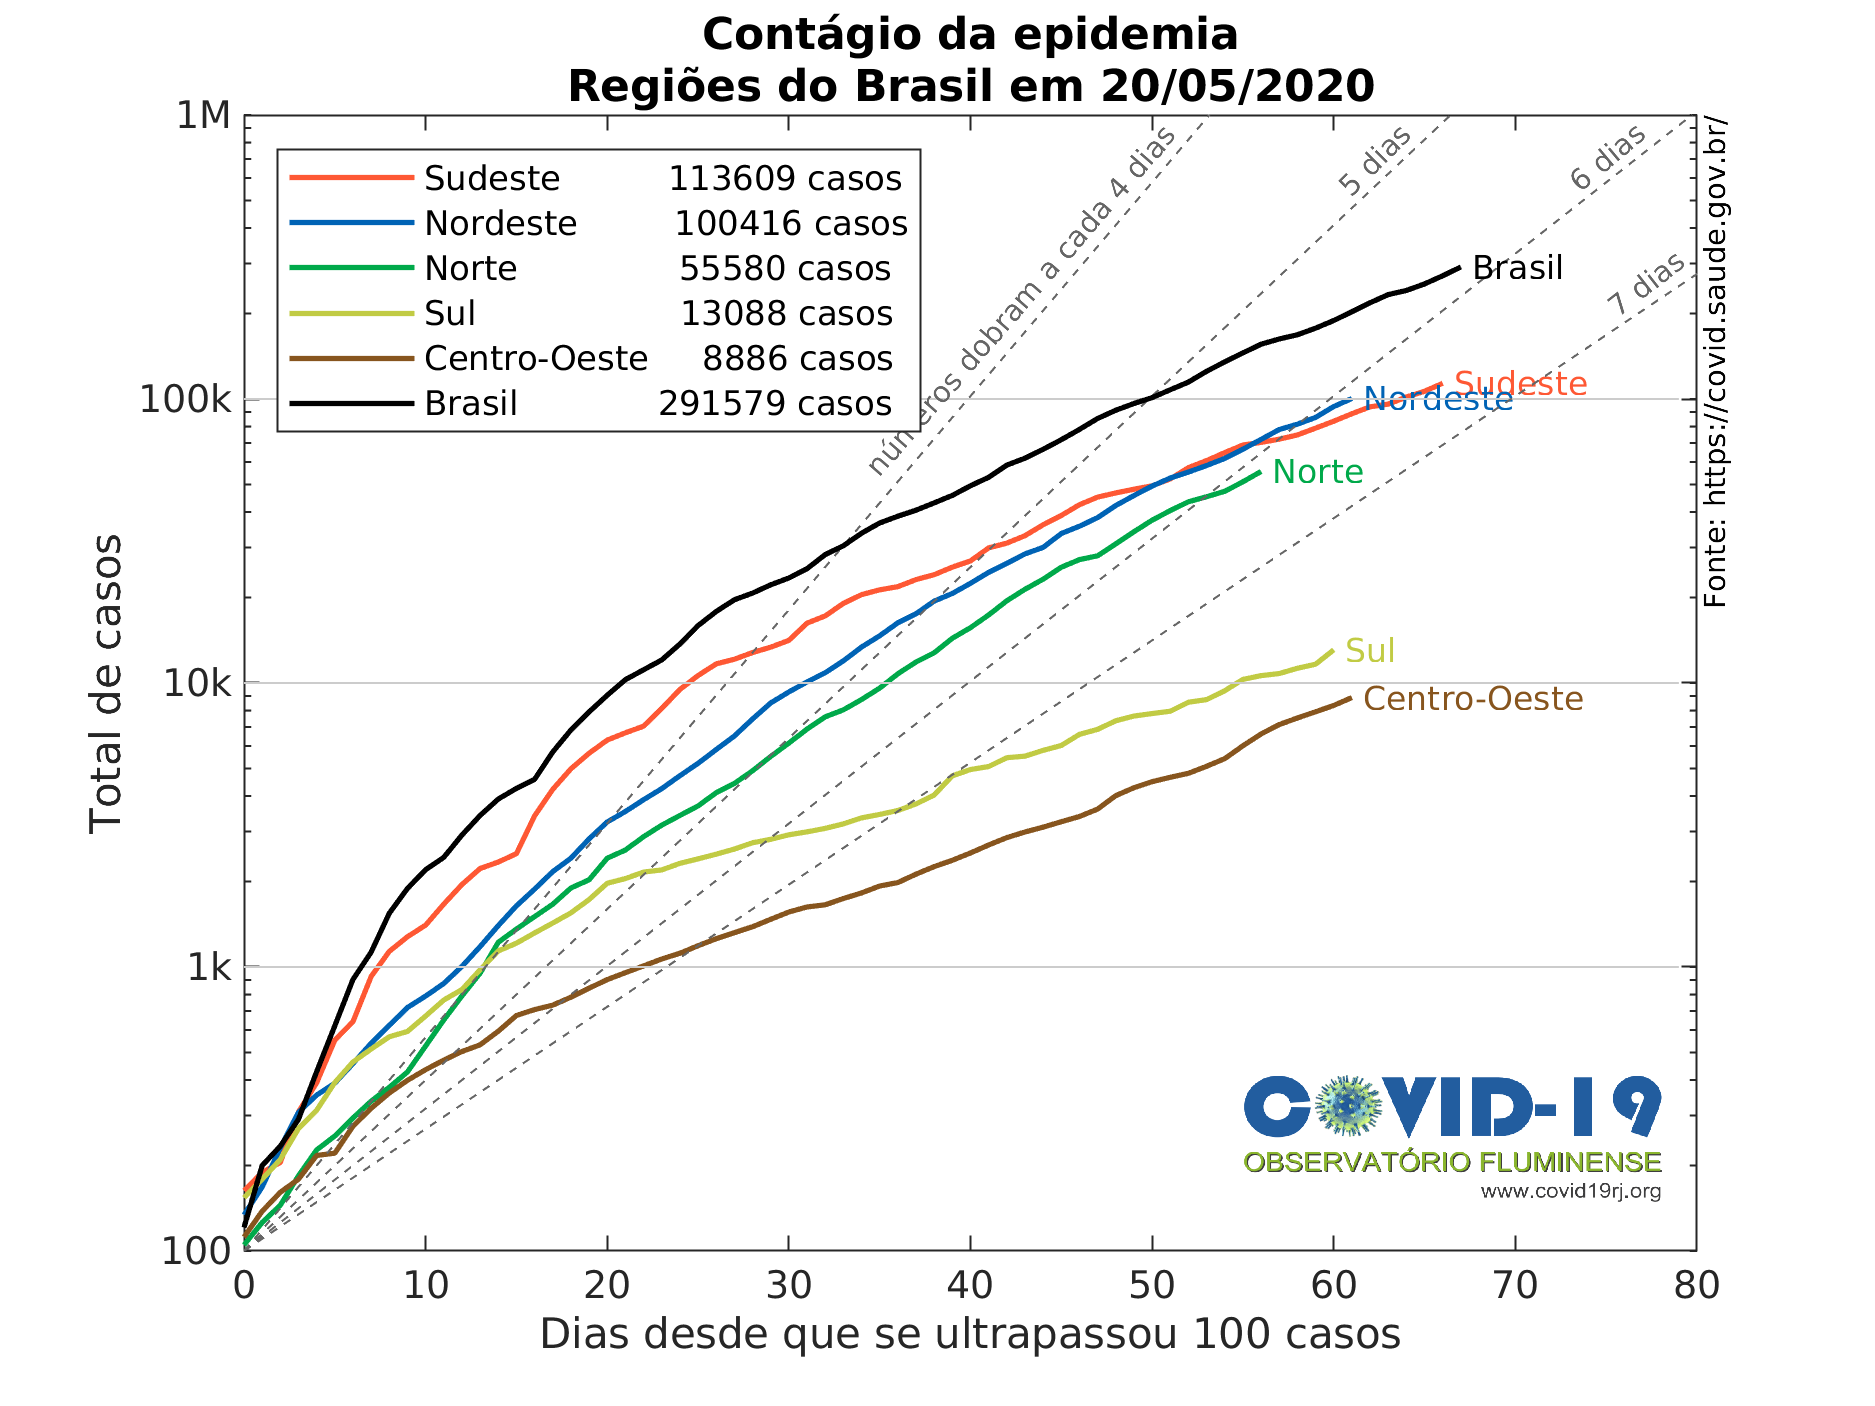 Contágio da epidemia
Regiões do Brasil em 20/05/2020
1M
100k
10k
1k
100
Total de casos
Sudeste 113609 casos
Nordeste 100416 casos
Norte 55580 casos
Sul 13088 casos
Centro-Oeste 8886 casos
Brasil 291579 casos
números dobram a cada 4 dias
5 dias
6 dias
7 dias
Brasil
Sudeste
Nordeste
Norte
Sul
Centro-Oeste
Fonte: https://covid.saude.gov.br/
COVID-19
OBSERVATÓRIO FLUMINENSE
www.covid19rj.org
0 10 20 30 40 50 60 70 80
Dias desde que se ultrapassou 100 casos